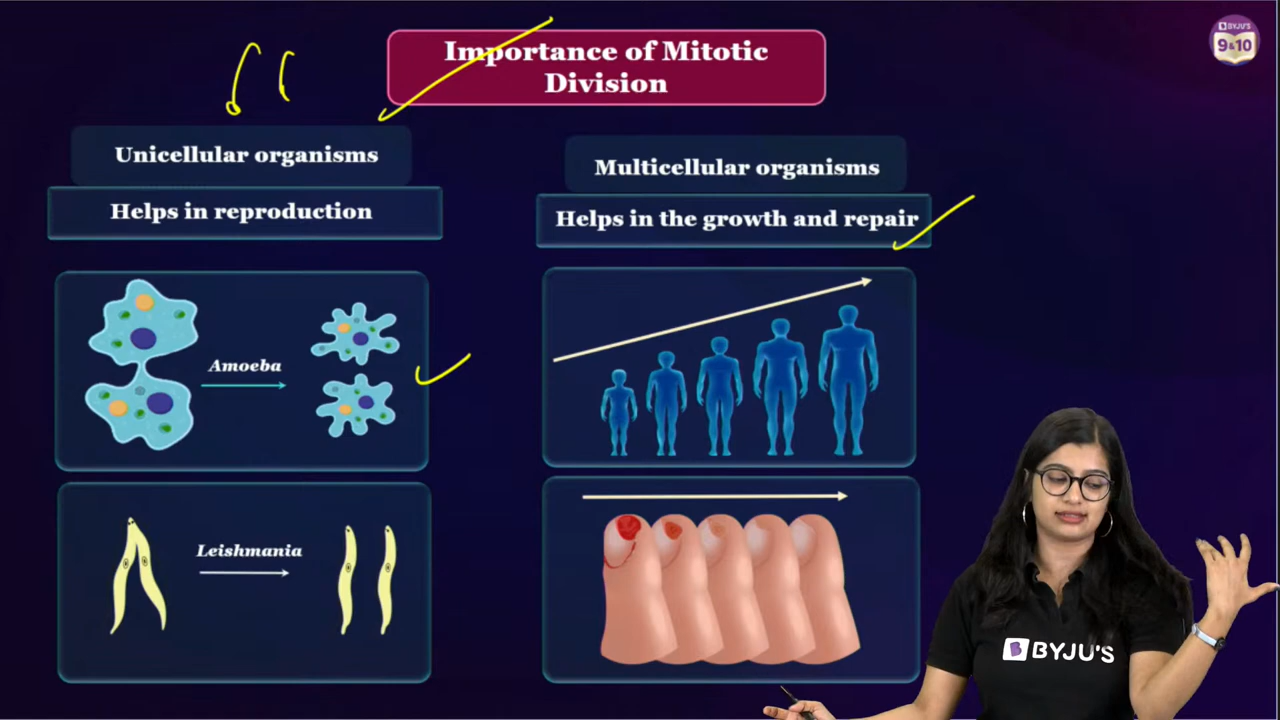 BYJU'S
9 & 10
Importance of Mitotic
Division
Unicellular organisms
Helps in reproduction
Multicellular organisms
Helps in the growth and repair
Amoeba
Leishmania
BYJU'S